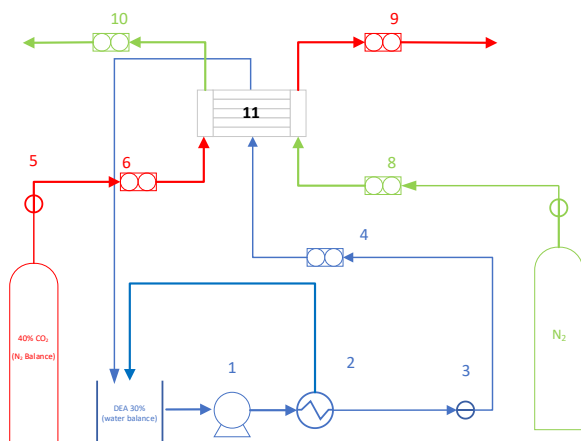 10
9
11
5
6
8
4
40% CO₂
(N₂ Balance)
N₂
1
2
3
DEA 30%
(water balance)